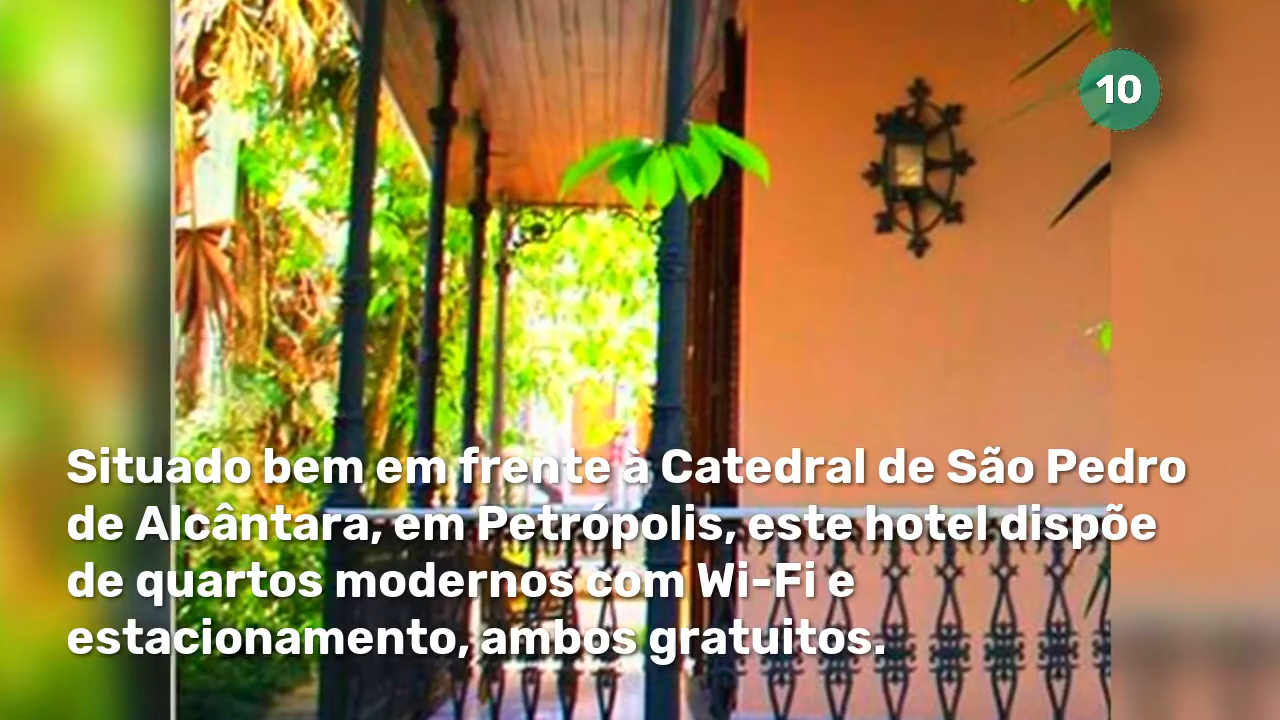 10
Situado bem em frente à Catedral de São Pedro
de Alcântara, em Petrópolis, este hotel dispõe
de quartos modernos com Wi-Fi e
estacionamento, ambos gratuitos.